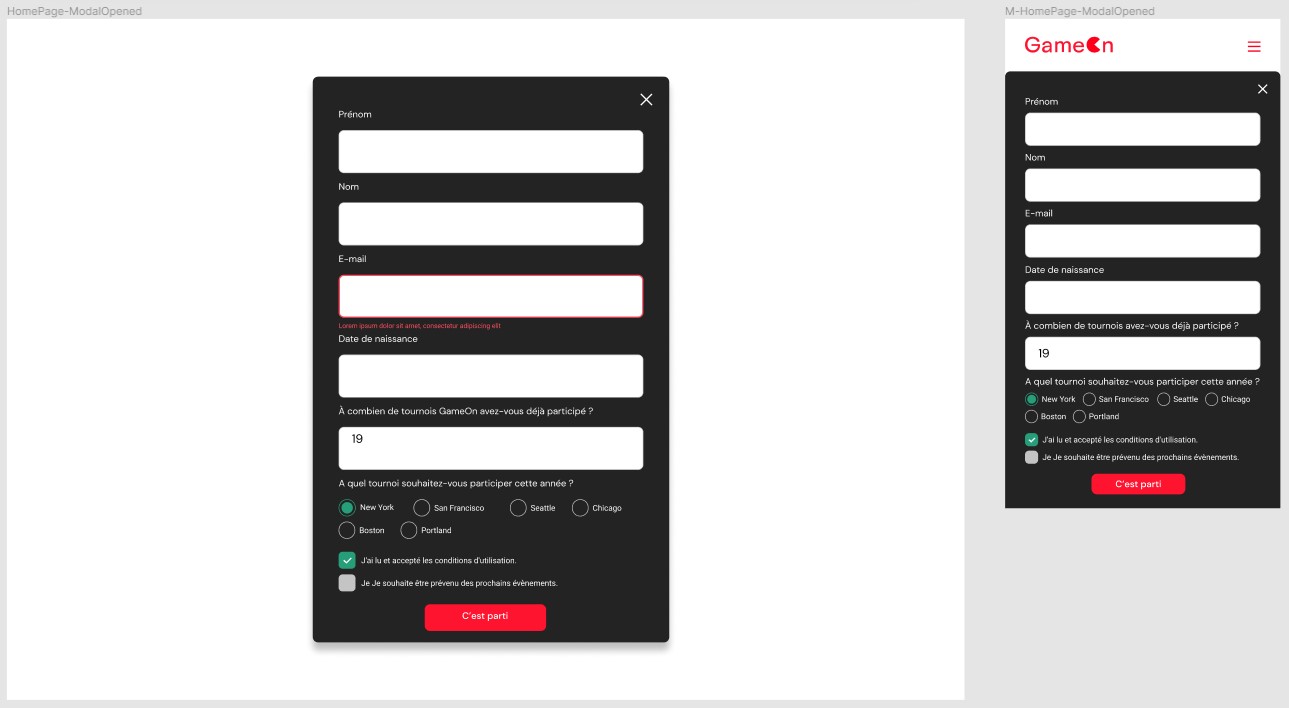 HomePage-ModalOpened
Prénom
Nom
E-mail
Lorem ipsum dolor sit amet, consectetur adipiscing elit
Date de naissance
À combien de tournois GameOn avez-vous déjà participé ?
19
A quel tournoi souhaitez-vous participer cette année ?
New York San Francisco Seattle Chicago
Boston Portland
J'ai lu et accepté les conditions d'utilisation.
Je Je souhaite être prévenu des prochains évènements.
C'est parti
M-HomePage-ModalOpened
GameOn
Prénom
Nom
E-mail
Date de naissance
À combien de tournois avez-vous déjà participé ?
19
A quel tournoi souhaitez-vous participer cette année ?
New York San Francisco Seattle Chicago
Boston Portland
J'ai lu et accepté les conditions d'utilisation.
Je Je souhaite être prévenu des prochains évènements.
C'est parti